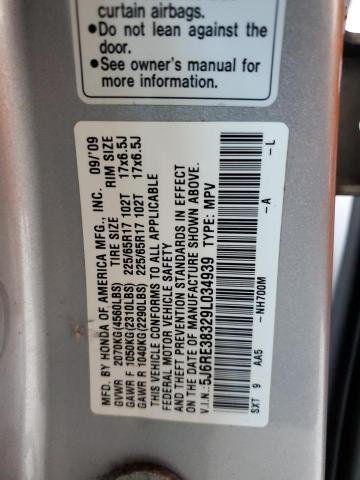 curtain airbags.
●Do not lean against the
door.
●See owner's manual for
more information.
MFD. BY HONDA OF AMERICA MFG., INC. 09/'09
TIRE SIZE RIM SIZE
GVWR 2070KG(4560LBS)
GAWR F 1050KG(2310LBS) 225/65R17 102T 17x6.5J
GAWR R 1040KG(2290LBS) 225/65R17 102T 17x6.5J
THIS VEHICLE CONFORMS TO ALL APPLICABLE
FEDERAL MOTOR VEHICLE SAFETY
AND THEFT PREVENTION STANDARDS IN EFFECT
ON THE DATE OF MANUFACTURE SHOWN ABOVE.
V.I.N.: 5J6RE38329L034939 TYPE: MPV
SXT 9 AA5 -NH700M -A -L